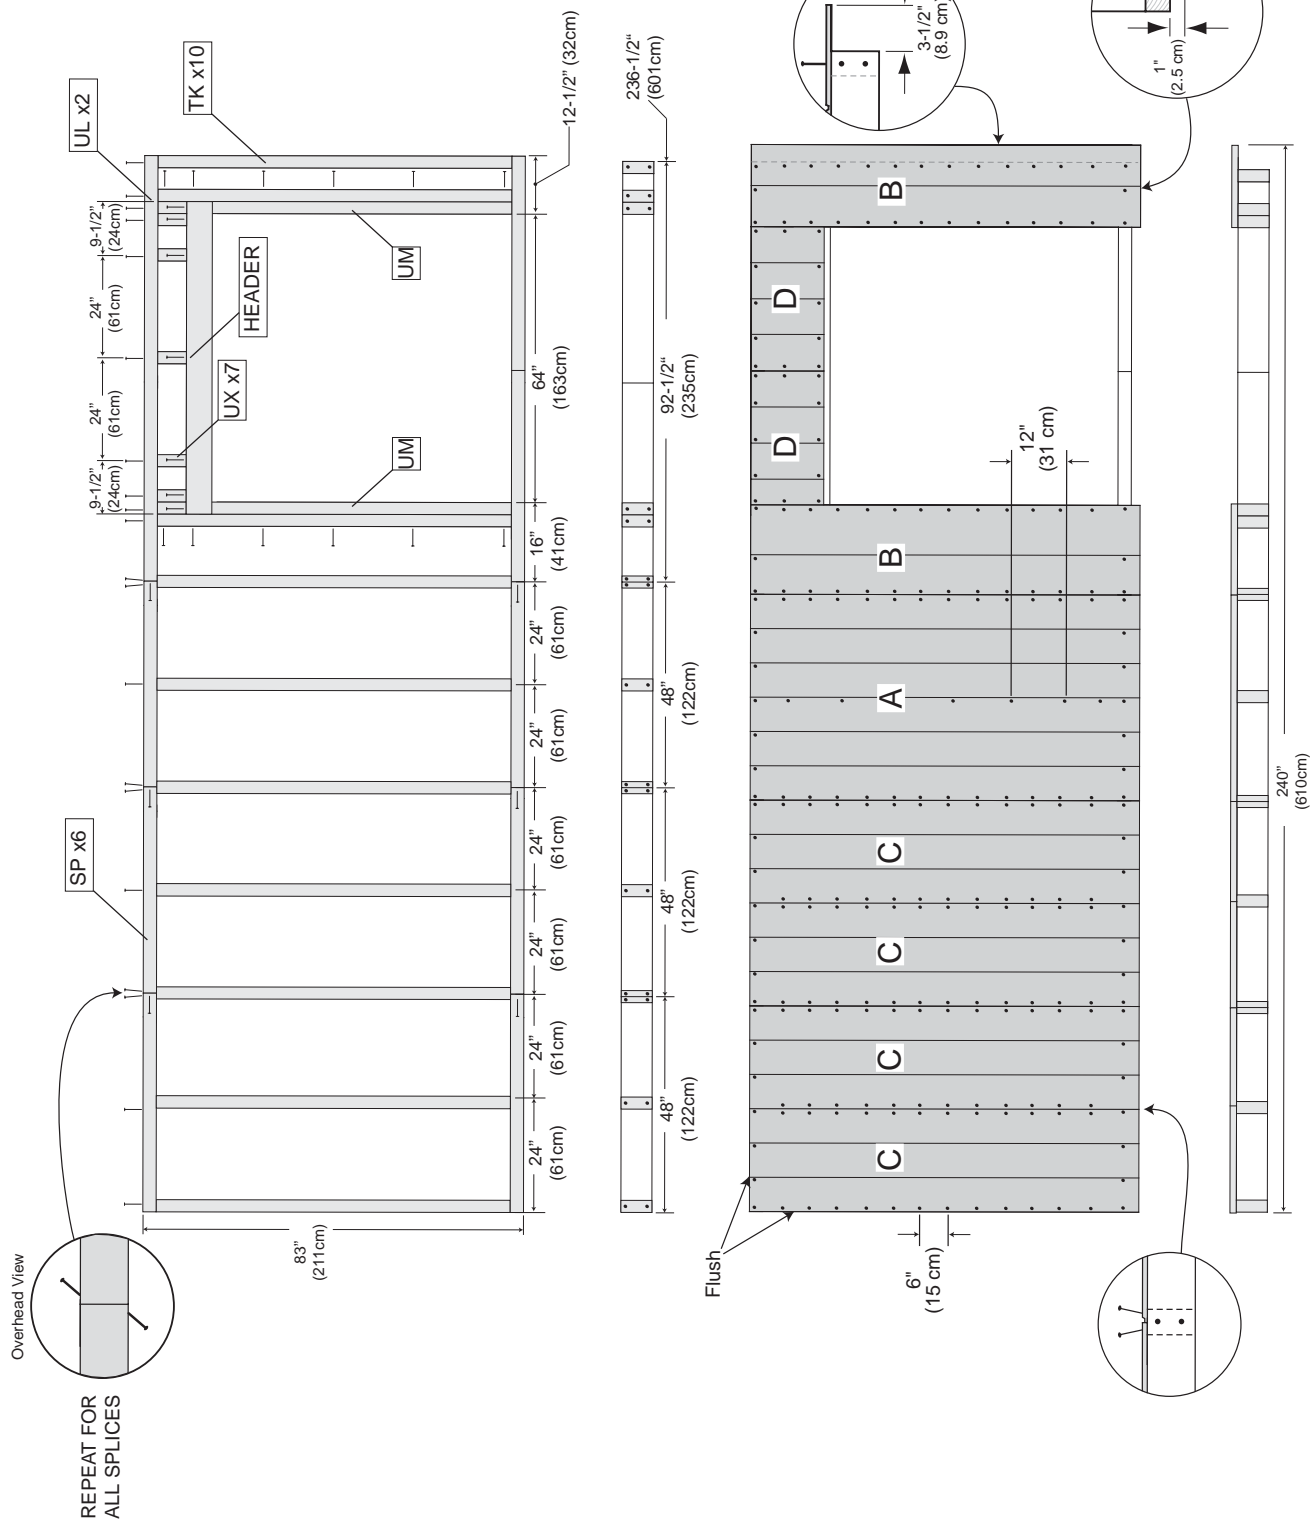 Overhead View
REPEAT FOR
ALL SPLICES
SP x6
UL x2
TK x10
9-1/2"
(24cm)
24"
(61cm)
24"
(61cm)
9-1/2"
(24cm)
UX x7
HEADER
UM
UM
83"
(211cm)
24"
(61cm)
24"
(61cm)
24"
(61cm)
24"
(61cm)
24"
(61cm)
24"
(61cm)
16"
(41cm)
64"
(163cm)
12-1/2" (32cm)
48"
(122cm)
48"
(122cm)
48"
(122cm)
92-1/2"
(235cm)
236-1/2"
(601cm)
Flush
C
C
C
C
A
B
D
D
B
6"
(15 cm)
12"
(31 cm)
3-1/2"
(8.9 cm)
1"
(2.5 cm)
240"
(610cm)